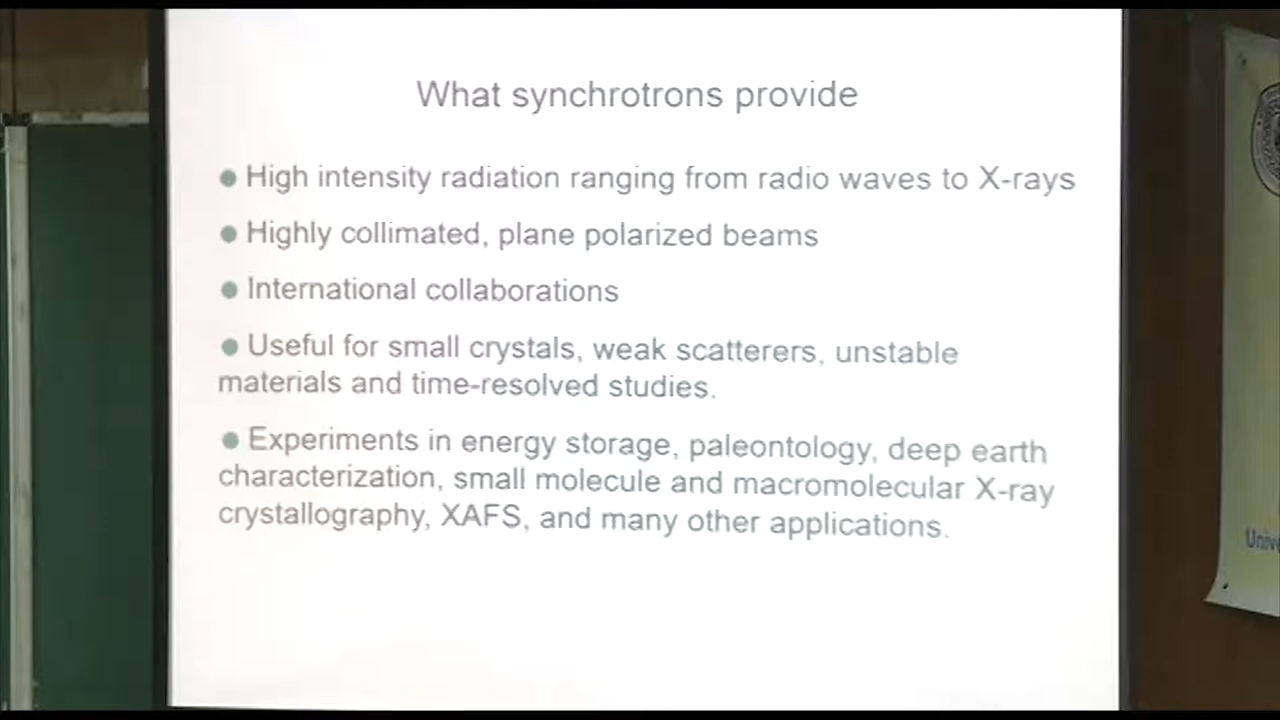 What synchrotrons provide
● High intensity radiation ranging from radio waves to X-rays
● Highly collimated, plane polarized beams
● International collaborations
● Useful for small crystals, weak scatterers, unstable
materials and time-resolved studies.
● Experiments in energy storage, paleontology, deep earth
characterization, small molecule and macromolecular X-ray
crystallography, XAFS, and many other applications.